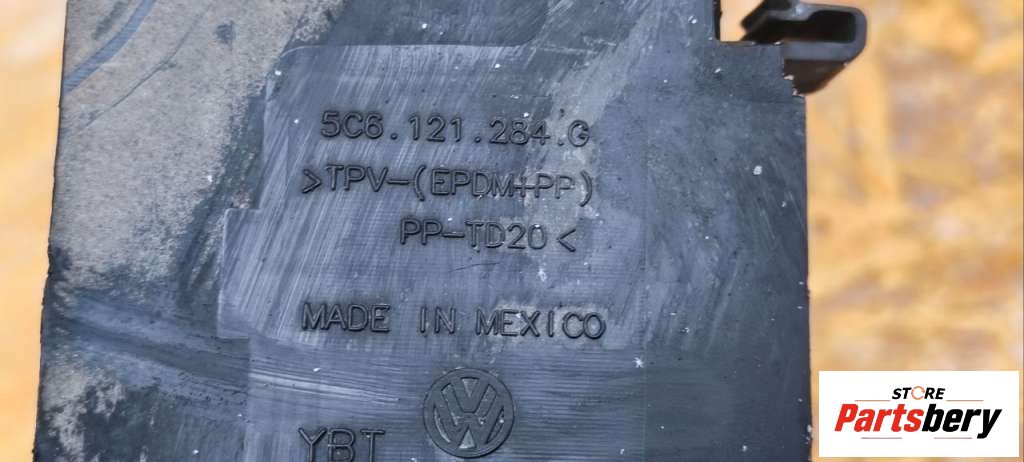 5C6.121.284.G
>TPV-(EPDM+PP)
PP-TD20<
MADE IN MEXICO
YBT
STORE
Partsbery